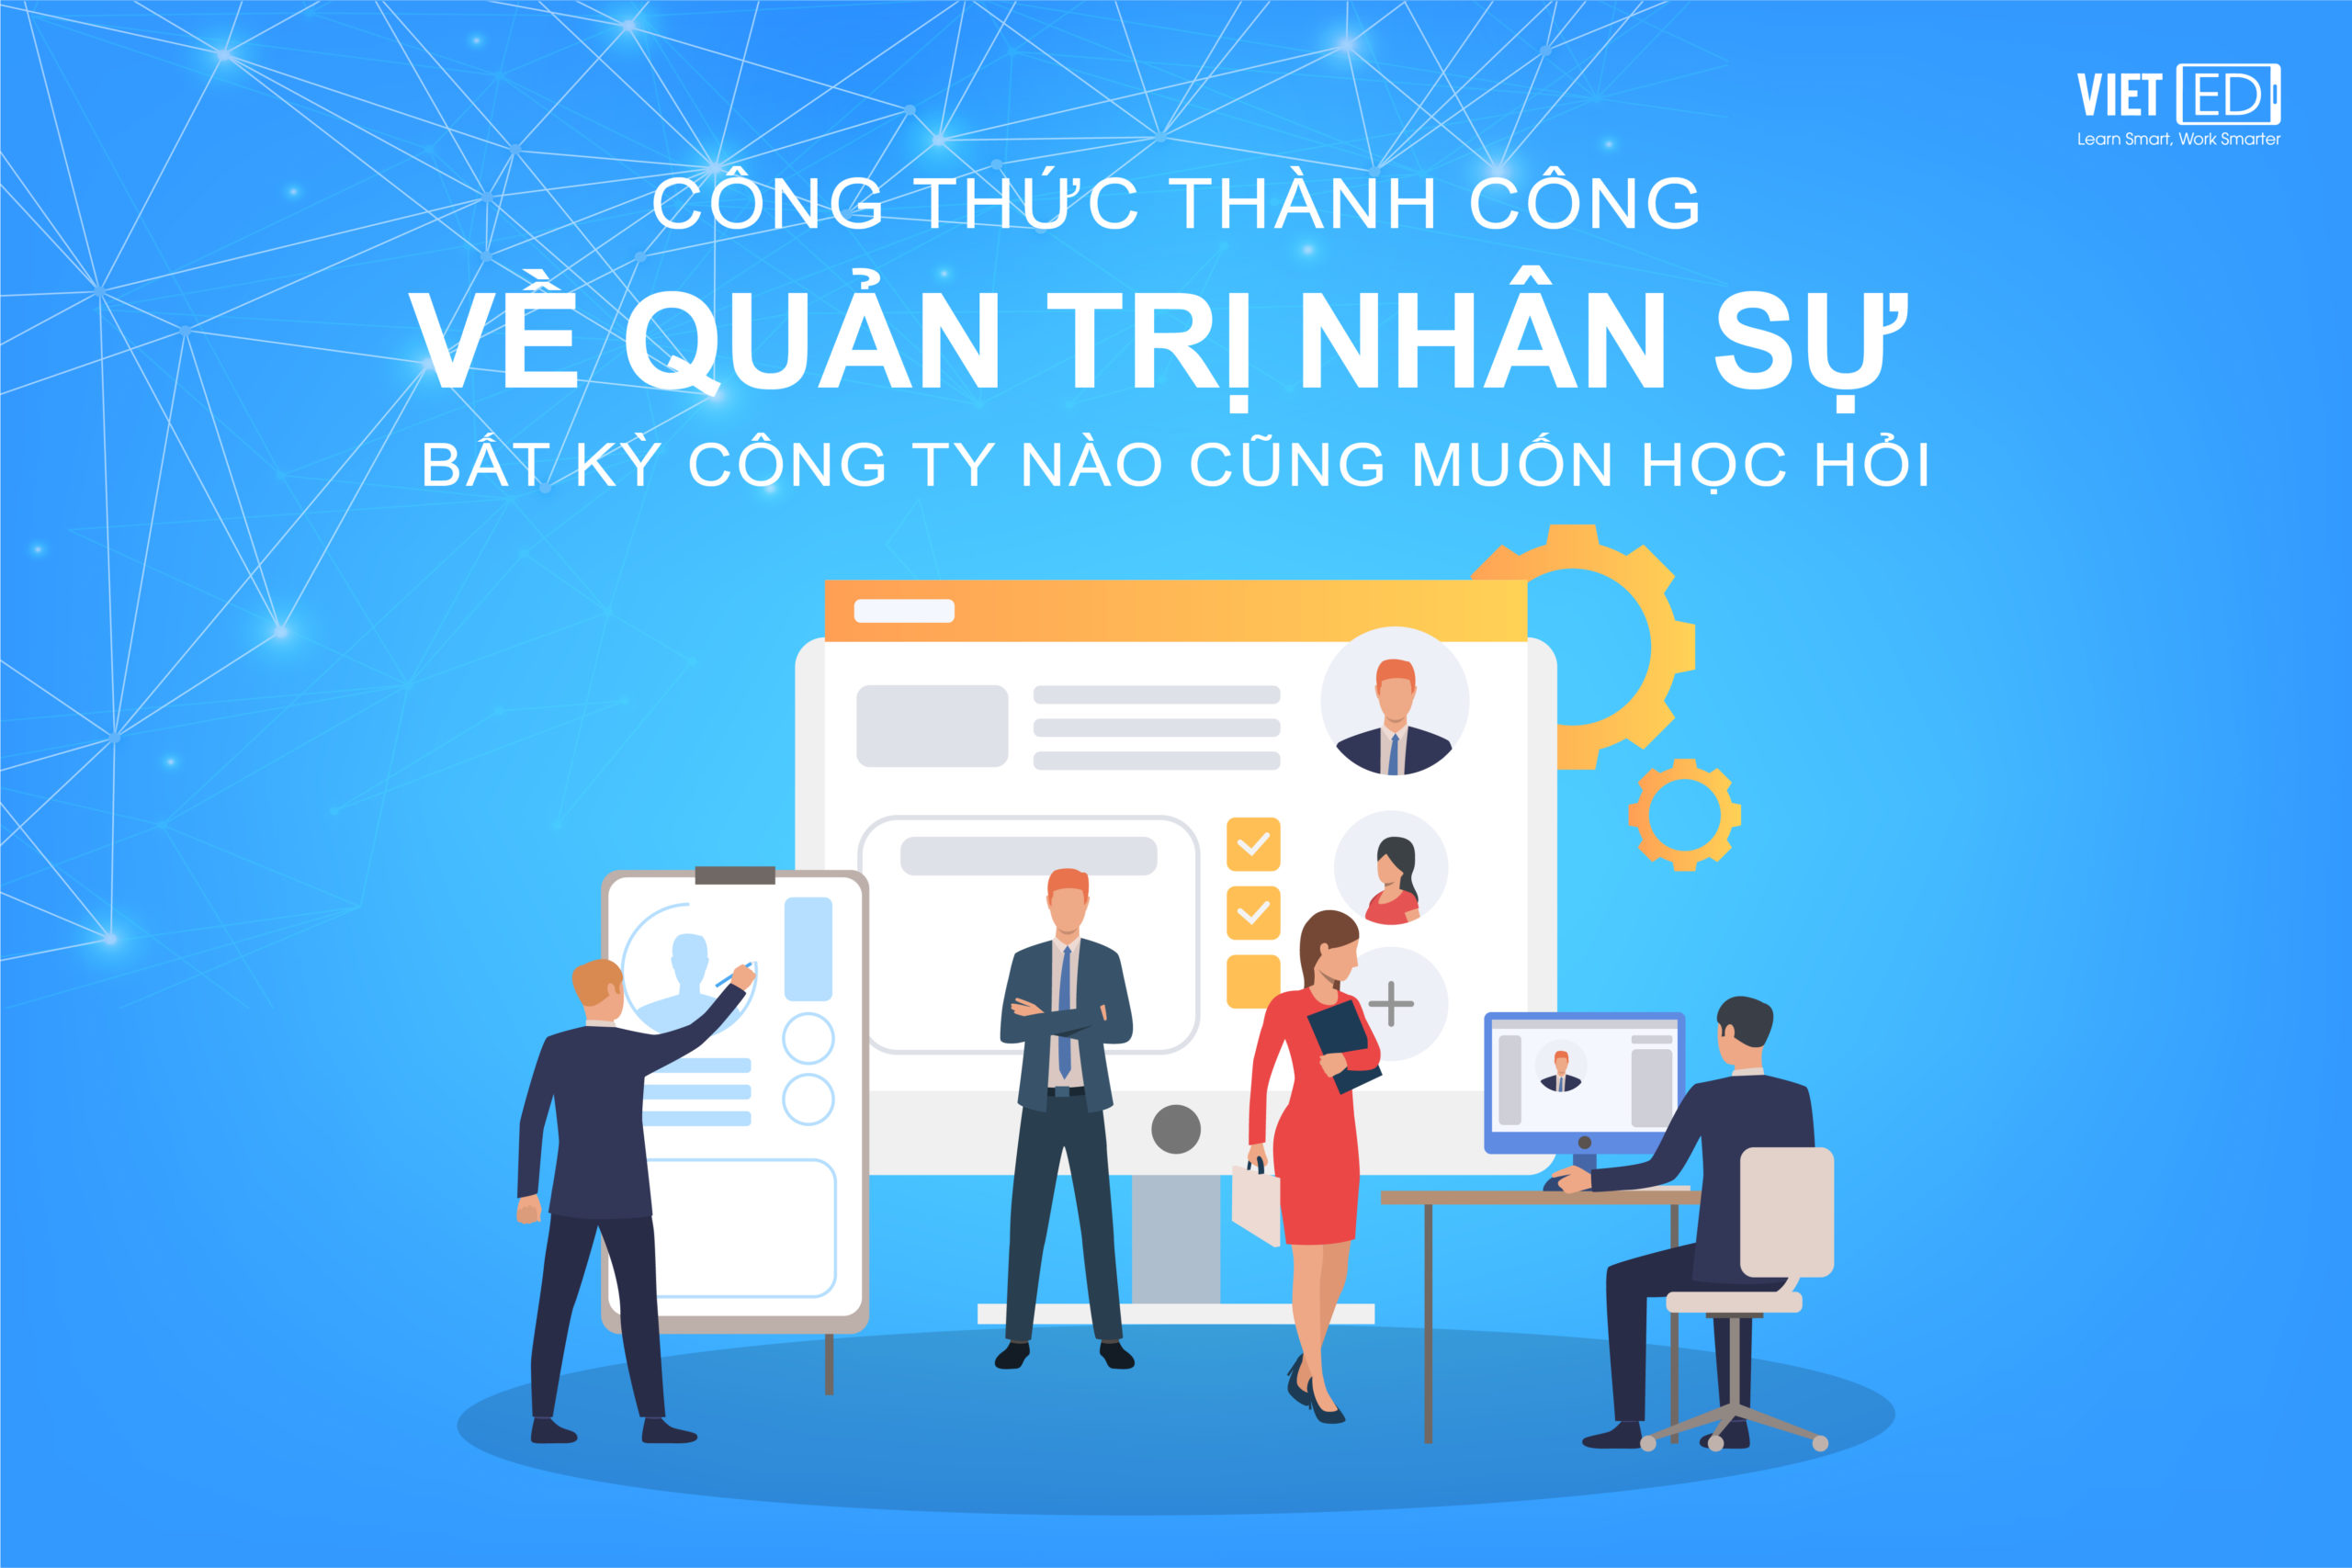 VIET ED
Learn Smart, Work Smarter
CÔNG THỨC THÀNH CÔNG
VỀ QUẢN TRỊ NHÂN SỰ
BẤT KỲ CÔNG TY NÀO CŨNG MUỐN HỌC HỎI